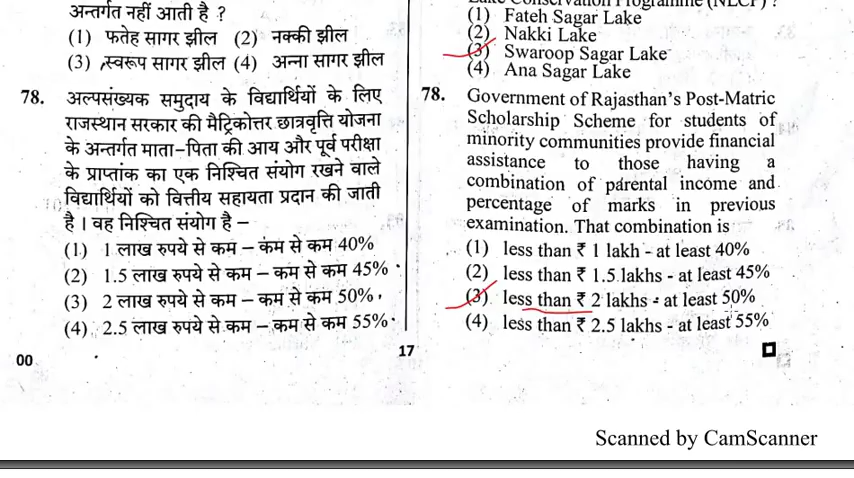 अन्तर्गत नहीं आती है ?
(1) फतेह सागर झील (2) नक्की झील
(3) स्वरूप सागर झील (4) अन्ना सागर झील
78. अल्पसंख्यक समुदाय के विद्यार्थियों के लिए
राजस्थान सरकार की मैट्रिकोत्तर छात्रवृत्ति योजना
के अन्तर्गत माता-पिता की आय और पूर्व परीक्षा
के प्राप्तांक का एक निश्चित संयोग रखने वाले
विद्यार्थियों को वित्तीय सहायता प्रदान की जाती
है । वह निश्चित संयोग है –
(1) 1 लाख रुपये से कम – कम से कम 40%
(2) 1.5 लाख रुपये से कम – कम से कम 45%
(3) 2 लाख रुपये से कम – कम से कम 50%
(4) 2.5 लाख रुपये से कम – कम से कम 55%
00
17
Lake Conservation Programme (NLCP) ?
(1) Fateh Sagar Lake
(2) Nakki Lake
(3) Swaroop Sagar Lake
(4) Ana Sagar Lake
78. Government of Rajasthan's Post-Matric
Scholarship Scheme for students of
minority communities provide financial
assistance to those having a
combination of parental income and
percentage of marks in previous
examination. That combination is
(1) less than ₹ 1 lakh - at least 40%
(2) less than ₹ 1.5 lakhs - at least 45%
(3) less than ₹ 2 lakhs - at least 50%
(4) less than ₹ 2.5 lakhs - at least 55%
Scanned by CamScanner